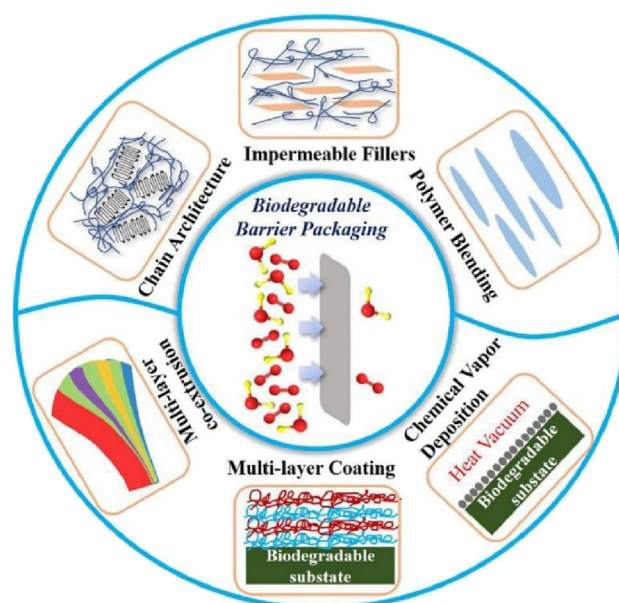 Impermeable Fillers
Chain Architecture
Polymer Blending
Biodegradable
Barrier Packaging
Multi-layer
co-extrusion
Chemical Vapor
Deposition
Heat Vacuum
Biodegradable
substate
Multi-layer Coating
Biodegradable
substate